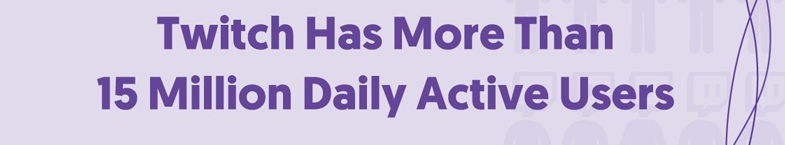 Twitch Has More Than
15 Million Daily Active Users